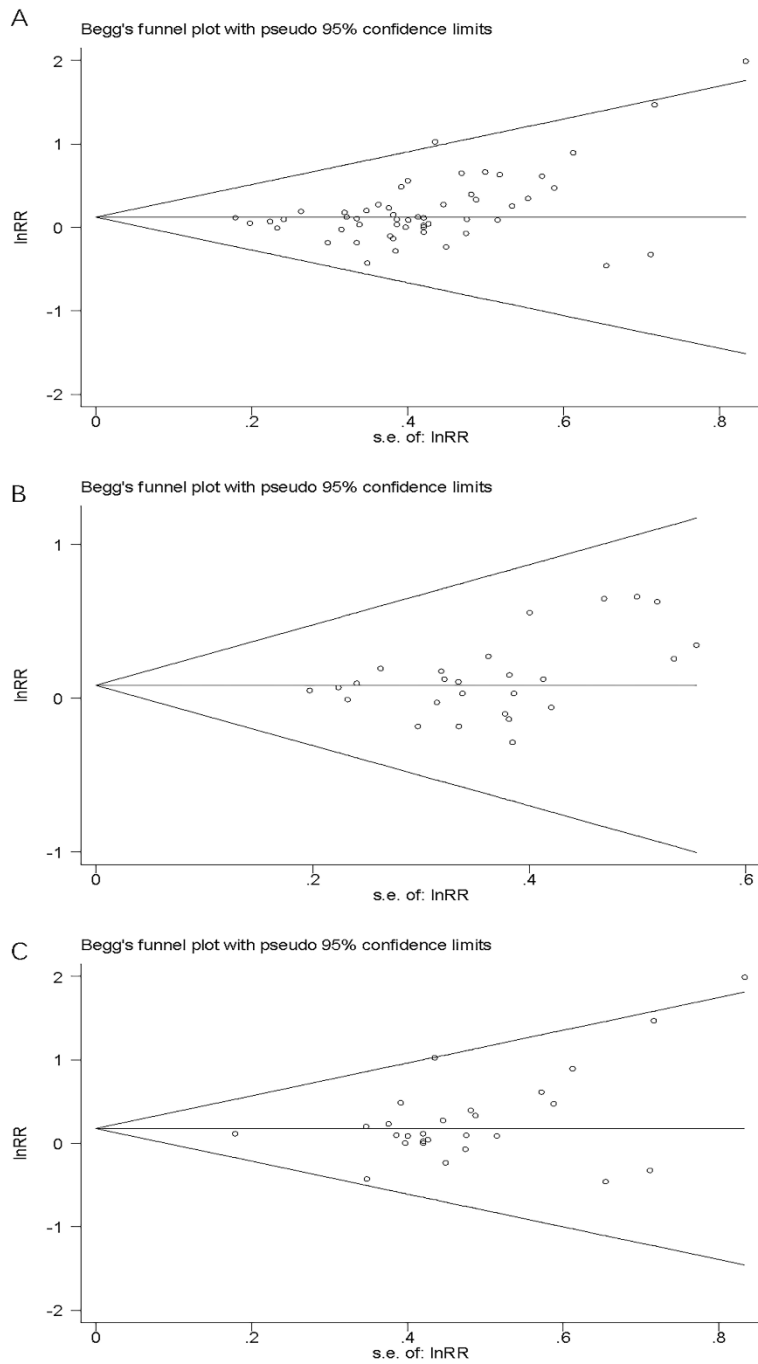 A
Begg's funnel plot with pseudo 95% confidence limits
2
1
0
-1
-2
lnRR
0 .2 .4 .6 .8
s.e. of: lnRR
B
Begg's funnel plot with pseudo 95% confidence limits
1
0
-1
lnRR
0 .2 .4 .6
s.e. of: lnRR
C
Begg's funnel plot with pseudo 95% confidence limits
2
1
0
-1
-2
lnRR
0 .2 .4 .6 .8
s.e. of: lnRR